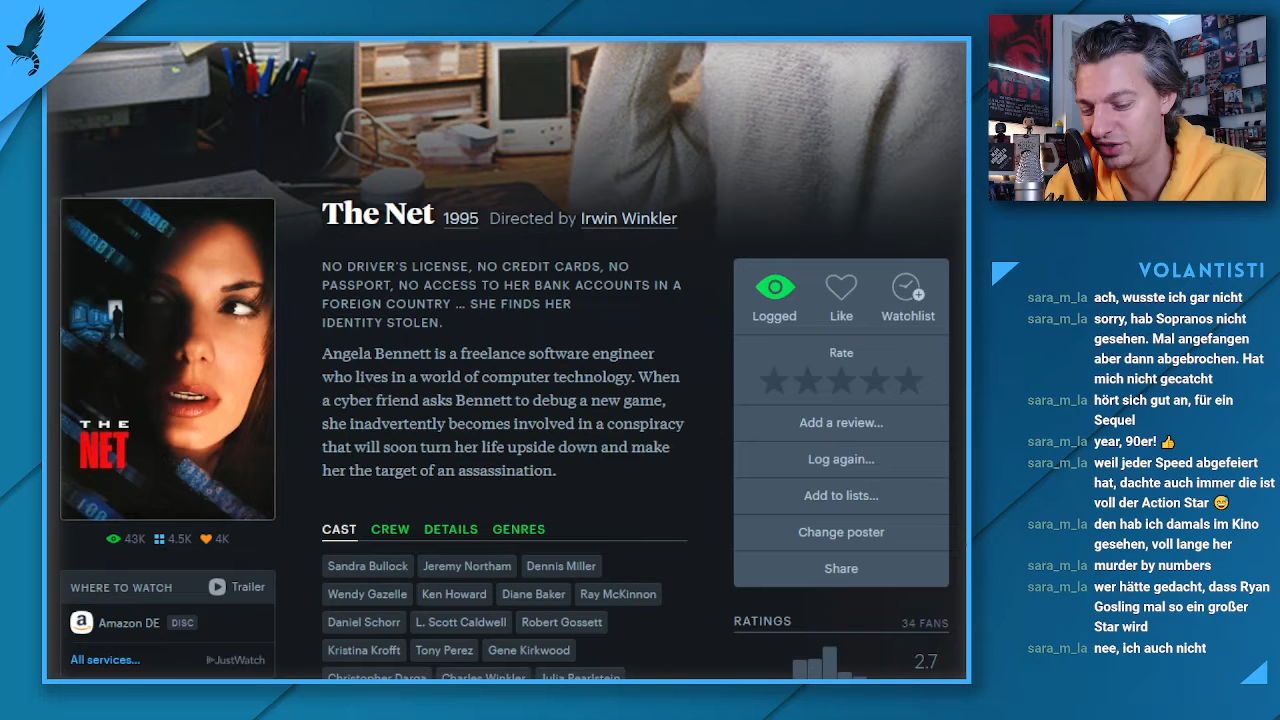 The Net 1995 Directed by Irwin Winkler
NO DRIVER'S LICENSE, NO CREDIT CARDS, NO
PASSPORT, NO ACCESS TO HER BANK ACCOUNTS IN A
FOREIGN COUNTRY … SHE FINDS HER
IDENTITY STOLEN.
Angela Bennett is a freelance software engineer
who lives in a world of computer technology. When
a cyber friend asks Bennett to debug a new game,
she inadvertently becomes involved in a conspiracy
that will soon turn her life upside down and make
her the target of an assassination.
THE
NET
43K 4.5K 4K
WHERE TO WATCH Trailer
Amazon DE DISC
All services... JustWatch
CAST CREW DETAILS GENRES
Sandra Bullock Jeremy Northam Dennis Miller
Wendy Gazelle Ken Howard Diane Baker Ray McKinnon
Daniel Schorr L. Scott Caldwell Robert Gossett
Kristina Krofft Tony Perez Gene Kirkwood
Christopher Darga Charles Winkler Julia Pearlstein
Logged Like Watchlist
Rate
Add a review...
Log again...
Add to lists...
Change poster
Share
RATINGS 34 FANS
2.7
VOLANTISTI
sara_m_la ach, wusste ich gar nicht
sara_m_la sorry, hab Sopranos nicht
gesehen. Mal angefangen
aber dann abgebrochen. Hat
mich nicht gecatcht
sara_m_la hört sich gut an, für ein
Sequel
sara_m_la year, 90er! 👍
sara_m_la weil jeder Speed abgefeiert
hat, dachte auch immer die ist
voll der Action Star 😅
sara_m_la den hab ich damals im Kino
gesehen, voll lange her
sara_m_la murder by numbers
sara_m_la wer hätte gedacht, dass Ryan
Gosling mal so ein großer
Star wird
sara_m_la nee, ich auch nicht